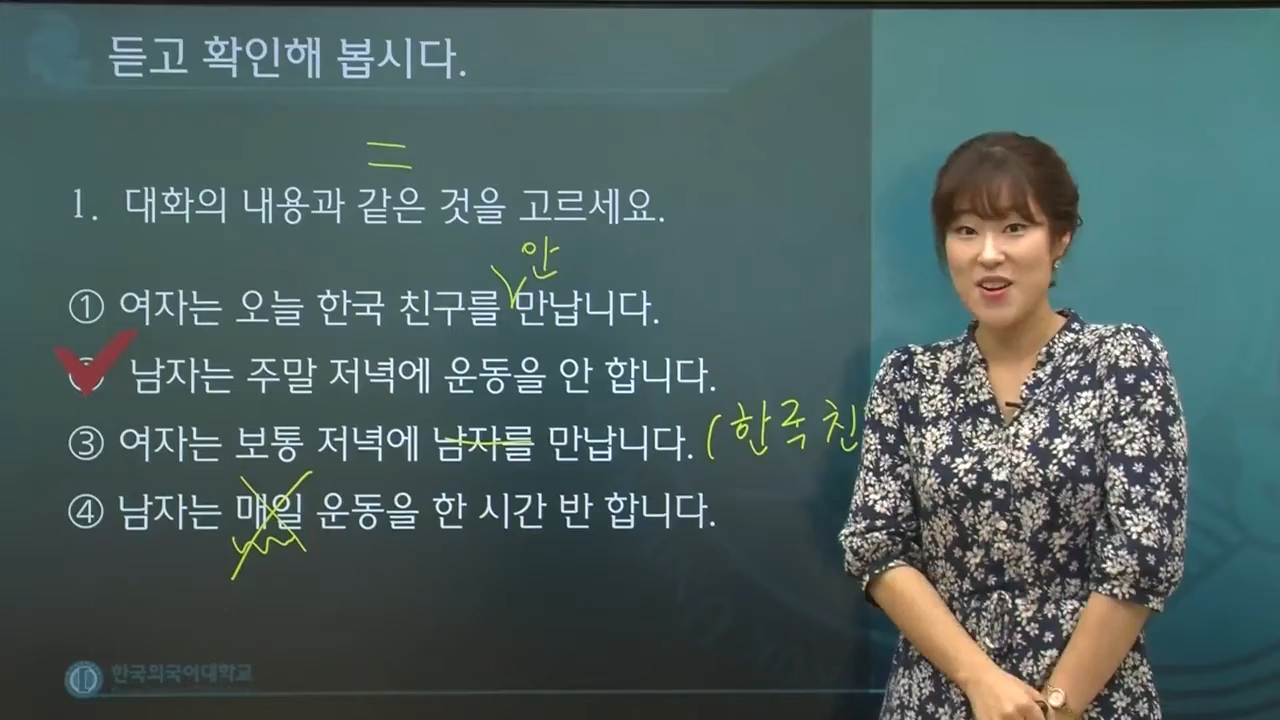 듣고 확인해 봅시다.
=
1. 대화의 내용과 같은 것을 고르세요.
안
① 여자는 오늘 한국 친구를 만납니다.
② 남자는 주말 저녁에 운동을 안 합니다.
③ 여자는 보통 저녁에 남자를 만납니다. (한국 친
④ 남자는 매일 운동을 한 시간 반 합니다.
한국외국어대학교